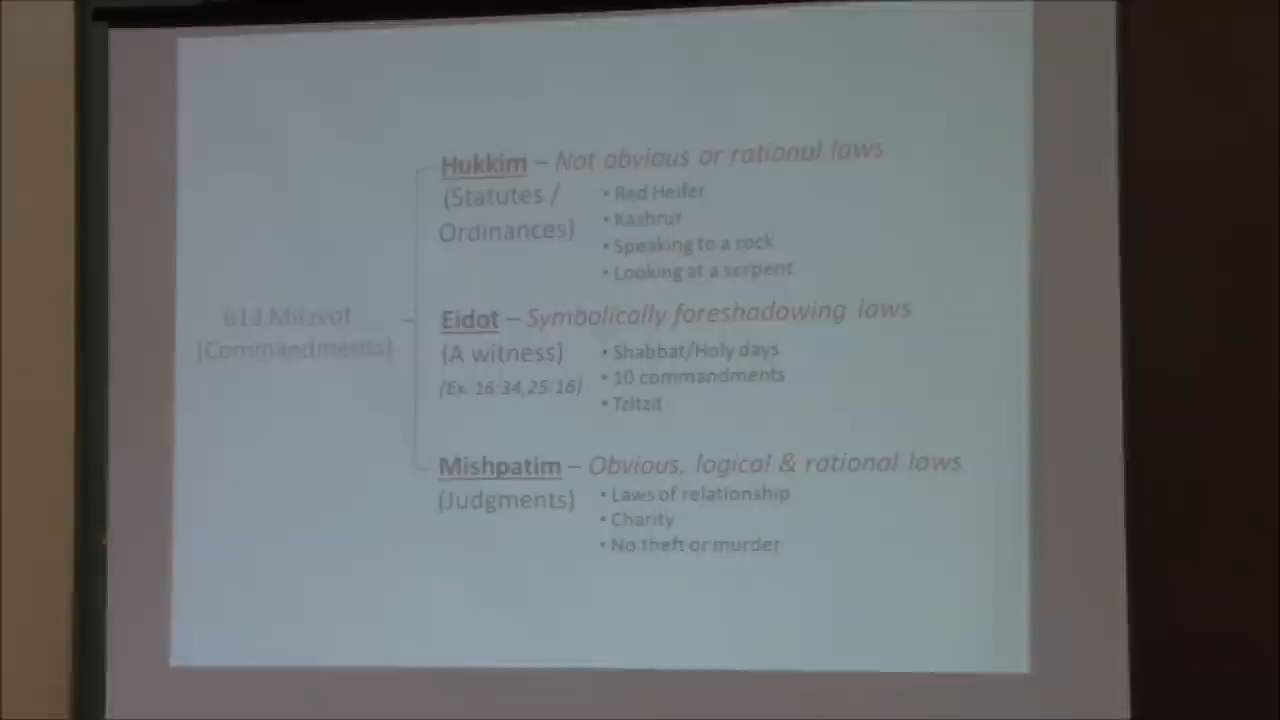 Hukkim – Not obvious or rational laws
(Statutes / Ordinances)
• Red Heifer
• Kashrut
• Speaking to a rock
• Looking at a serpent
613 Mitzvot
(Commandments)
Eidot – Symbolically foreshadowing laws
(A witness)
(Ex. 16:34,25:16)
• Shabbat/Holy days
• 10 commandments
• Tzitzit
Mishpatim – Obvious, logical & rational laws
(Judgments)
• Laws of relationship
• Charity
• No theft or murder